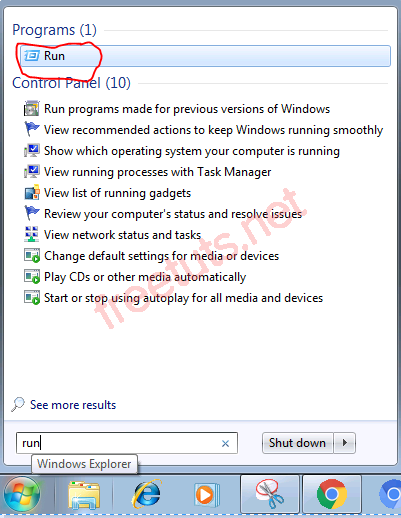 Programs (1)
Run
Control Panel (10)
Run programs made for previous versions of Windows
View recommended actions to keep Windows running smoothly
Show which operating system your computer is running
View running processes with Task Manager
View list of running gadgets
Review your computer's status and resolve issues
View network status and tasks
Change default settings for media or devices
Play CDs or other media automatically
Start or stop using autoplay for all media and devices
freetuts.net
See more results
run
Shut down
Windows Explorer